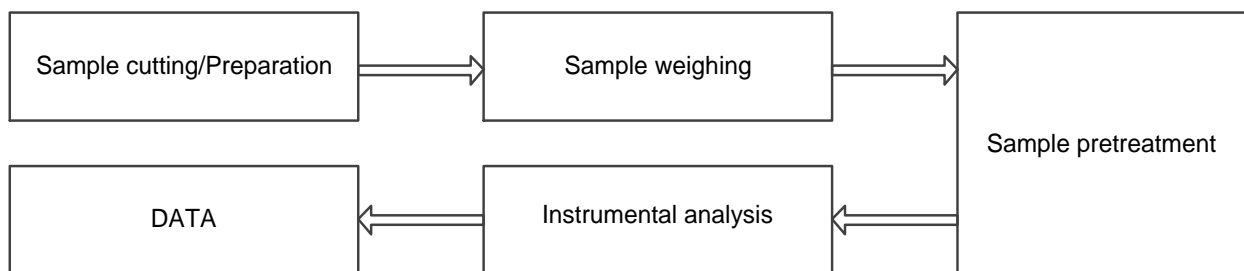 Sample cutting/Preparation
Sample weighing
Sample pretreatment
DATA
Instrumental analysis